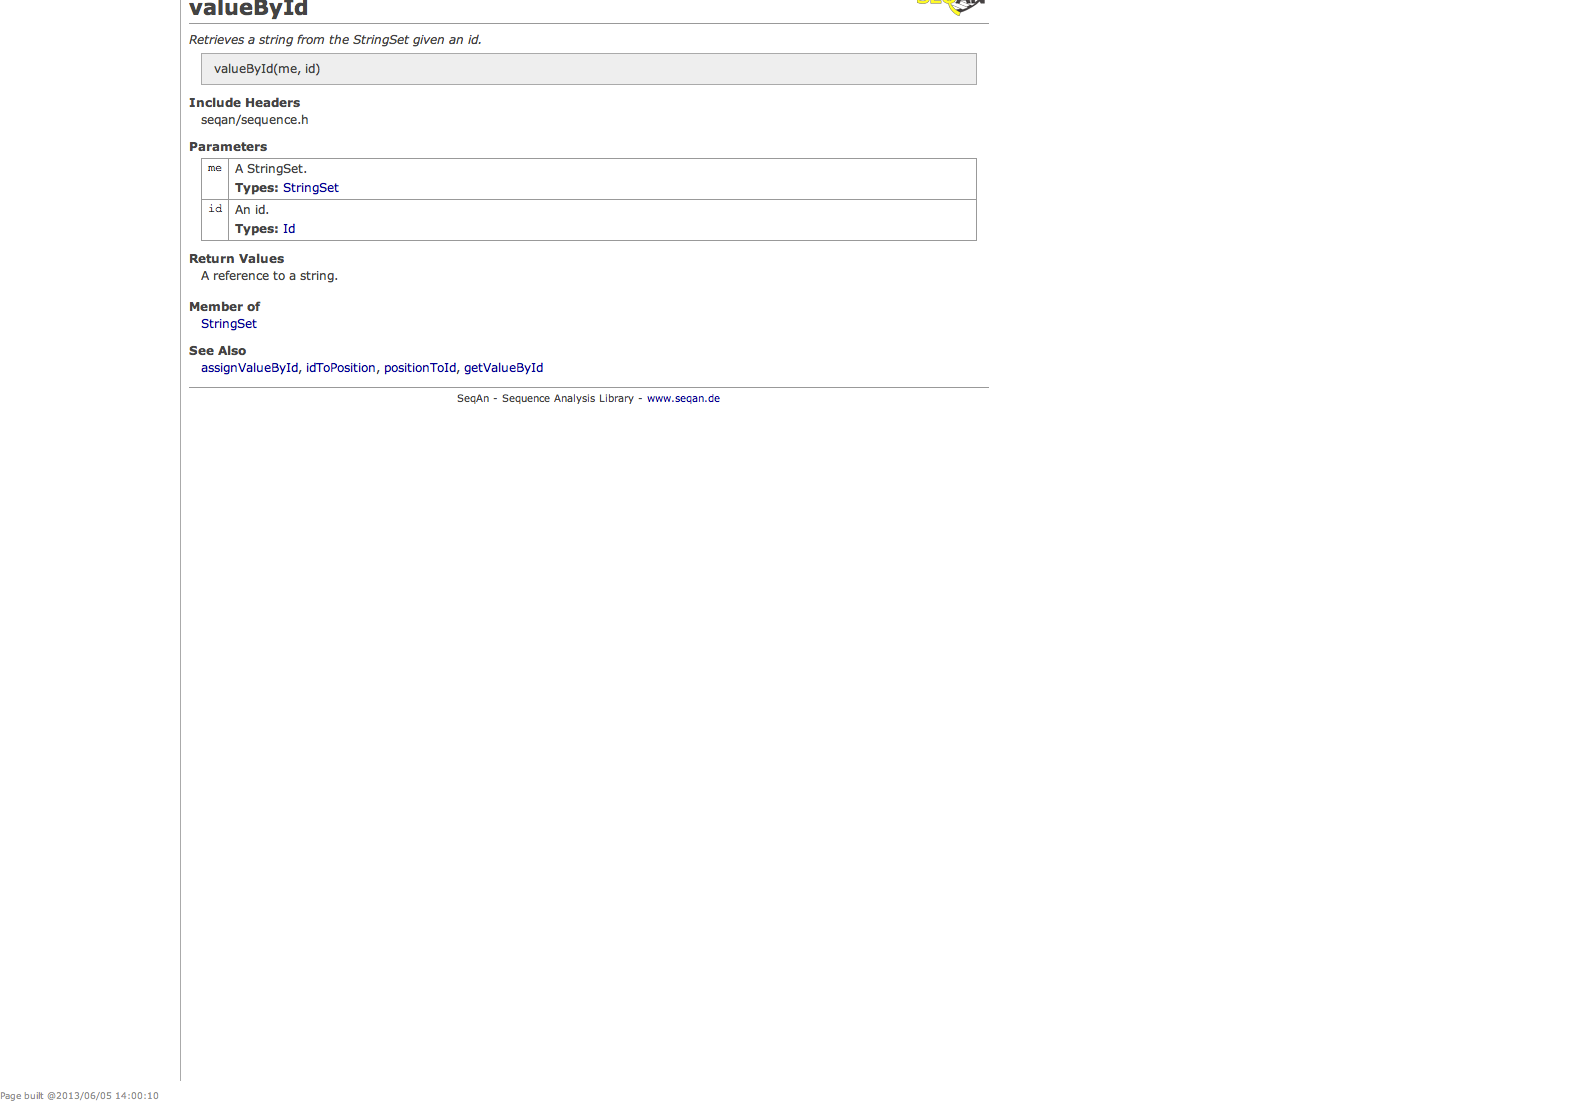 valueById
Retrieves a string from the StringSet given an id.
valueById(me, id)
Include Headers
seqan/sequence.h
Parameters
me A StringSet.
Types: StringSet
id An id.
Types: Id
Return Values
A reference to a string.
Member of
StringSet
See Also
assignValueById, idToPosition, positionToId, getValueById
SeqAn - Sequence Analysis Library - www.seqan.de
Page built @2013/06/05 14:00:10